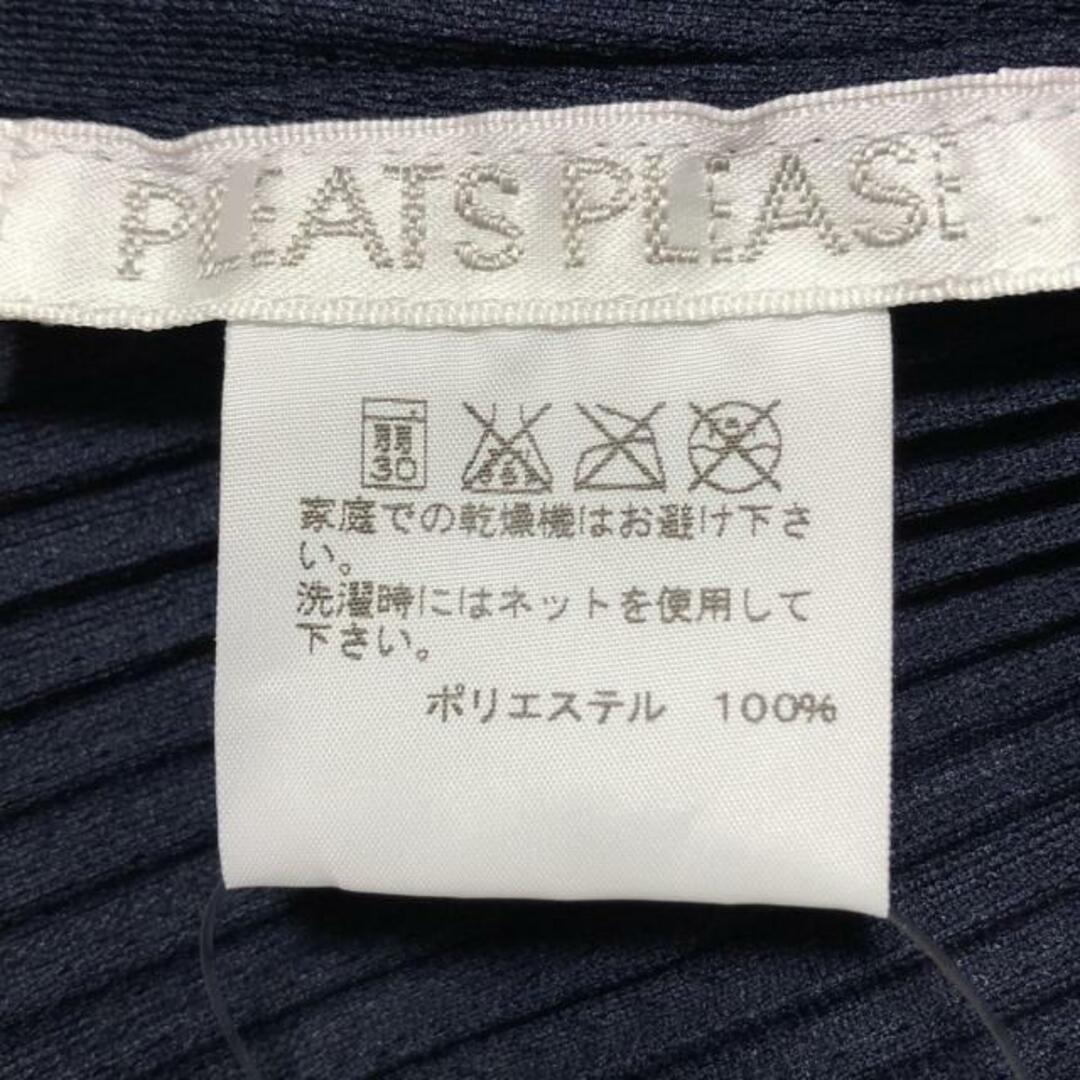 PLEATS PLEASE
弱
30
家庭での乾燥機はお避け下さ
い。
洗濯時にはネットを使用して
下さい。
ポリエステル 100%